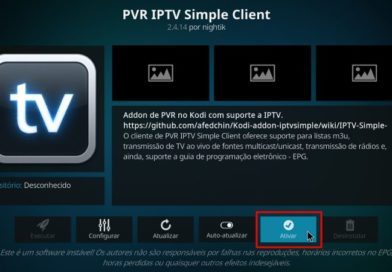 PVR IPTV Simple Client
2.4.14 por nightik
tv
Addon de PVR no Kodi com suporte a IPTV.
https://github.com/afedchin/Kodi-addon-iptvsimple/wiki/IPTV-Simple-
O cliente de PVR IPTV Simple Client oferece suporte para listas m3u,
transmissão de TV ao vivo de fontes multicast/unicast, transmissão de rádios e,
ainda, suporte a guia de programação eletrônico - EPG.
sitório: Desconhecido
Executar
Configurar
Atualizar
Auto-atualizar
Ativar
Desinstalar
Este é um software instável! Os autores não são responsáveis por falhas nas reproduções, horários incorretos no EPG,
horas perdidas ou quaisquer outros efeitos indesejáveis.